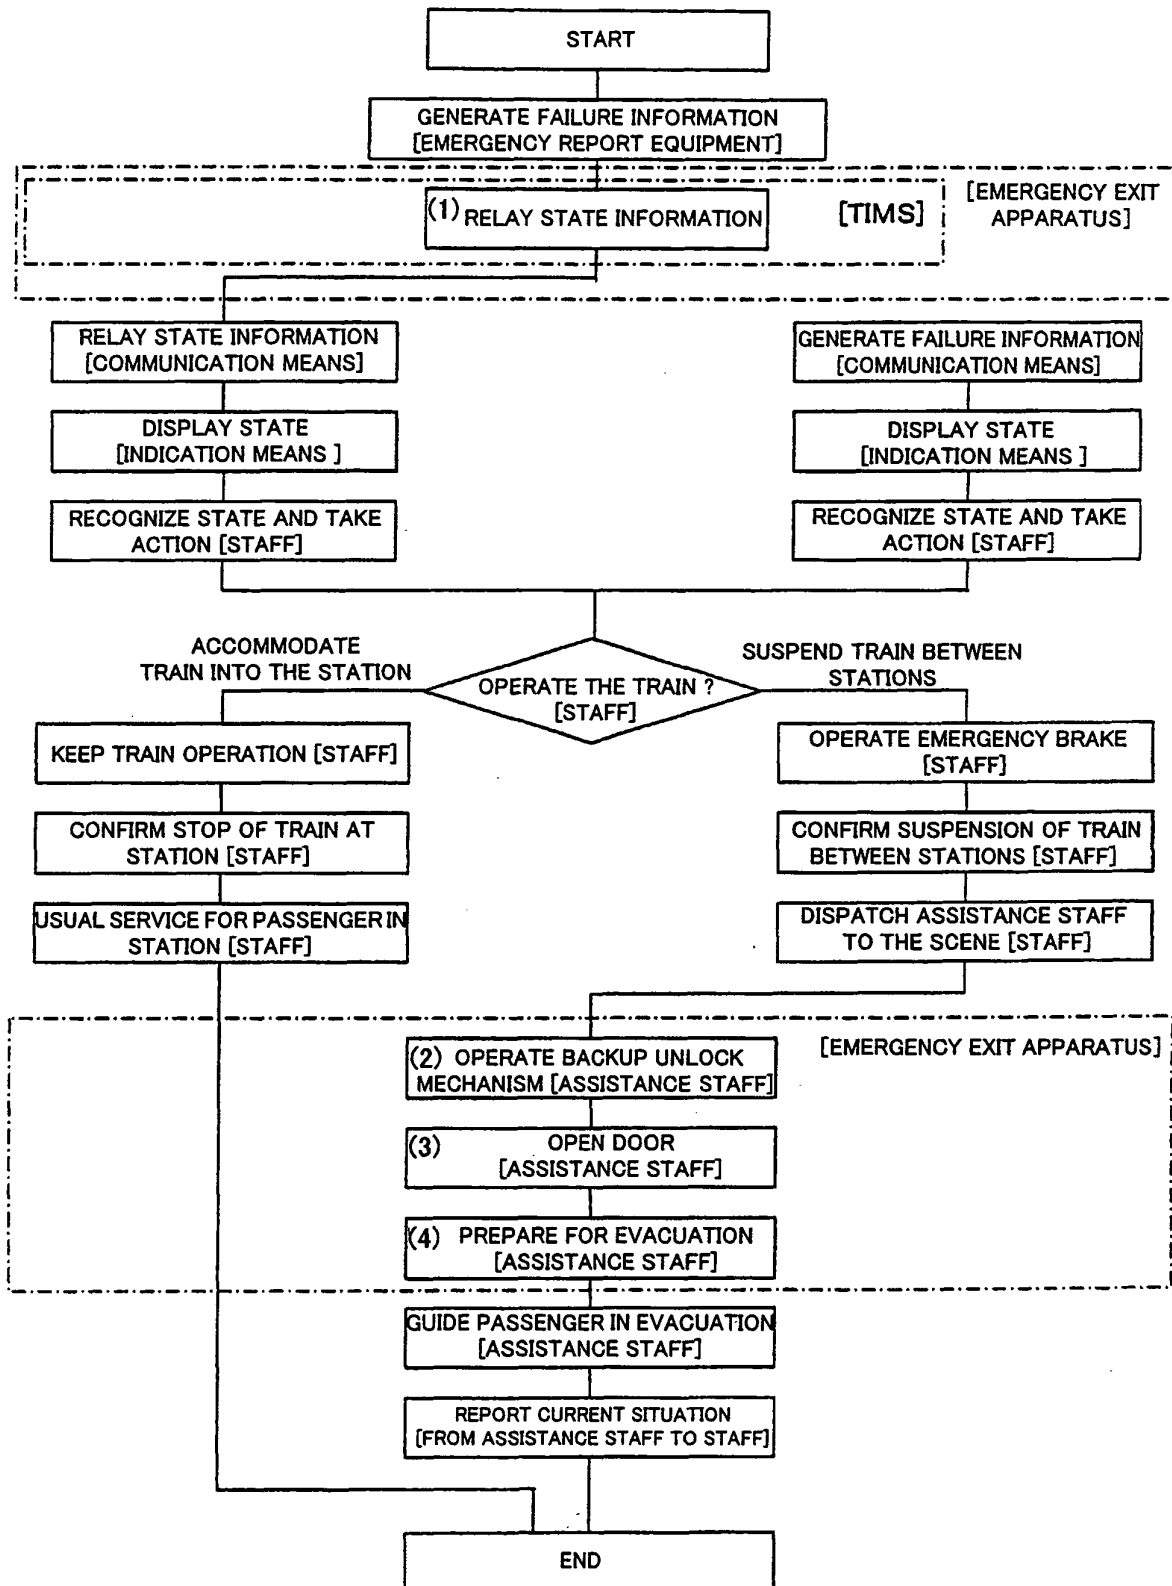 START
GENERATE FAILURE INFORMATION
[EMERGENCY REPORT EQUIPMENT]
(1) RELAY STATE INFORMATION
[TIMS]
[EMERGENCY EXIT
APPARATUS]
RELAY STATE INFORMATION
[COMMUNICATION MEANS]
DISPLAY STATE
[INDICATION MEANS ]
RECOGNIZE STATE AND TAKE
ACTION [STAFF]
GENERATE FAILURE INFORMATION
[COMMUNICATION MEANS]
DISPLAY STATE
[INDICATION MEANS ]
RECOGNIZE STATE AND TAKE
ACTION [STAFF]
ACCOMMODATE
TRAIN INTO THE STATION
OPERATE THE TRAIN ?
[STAFF]
SUSPEND TRAIN BETWEEN
STATIONS
KEEP TRAIN OPERATION [STAFF]
CONFIRM STOP OF TRAIN AT
STATION [STAFF]
USUAL SERVICE FOR PASSENGER IN
STATION [STAFF]
OPERATE EMERGENCY BRAKE
[STAFF]
CONFIRM SUSPENSION OF TRAIN
BETWEEN STATIONS [STAFF]
DISPATCH ASSISTANCE STAFF
TO THE SCENE [STAFF]
[EMERGENCY EXIT APPARATUS]
(2) OPERATE BACKUP UNLOCK
MECHANISM [ASSISTANCE STAFF]
(3) OPEN DOOR
[ASSISTANCE STAFF]
(4) PREPARE FOR EVACUATION
[ASSISTANCE STAFF]
GUIDE PASSENGER IN EVACUATION
[ASSISTANCE STAFF]
REPORT CURRENT SITUATION
[FROM ASSISTANCE STAFF TO STAFF]
END